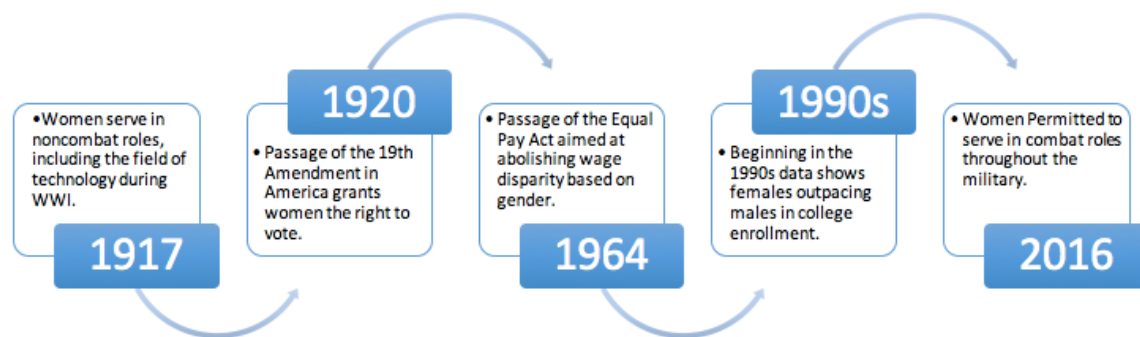 •Women serve in
noncombat roles,
including the field of
technology during
WWI.
1917
1920
• Passage of the 19th
Amendment in
America grants
women the right to
vote.
• Passage of the Equal
Pay Act aimed at
abolishing wage
disparity based on
gender.
1964
1990s
• Beginning in the
1990s data shows
females outpacing
males in college
enrollment.
• Women Permitted to
serve in combat roles
throughout the
military.
2016